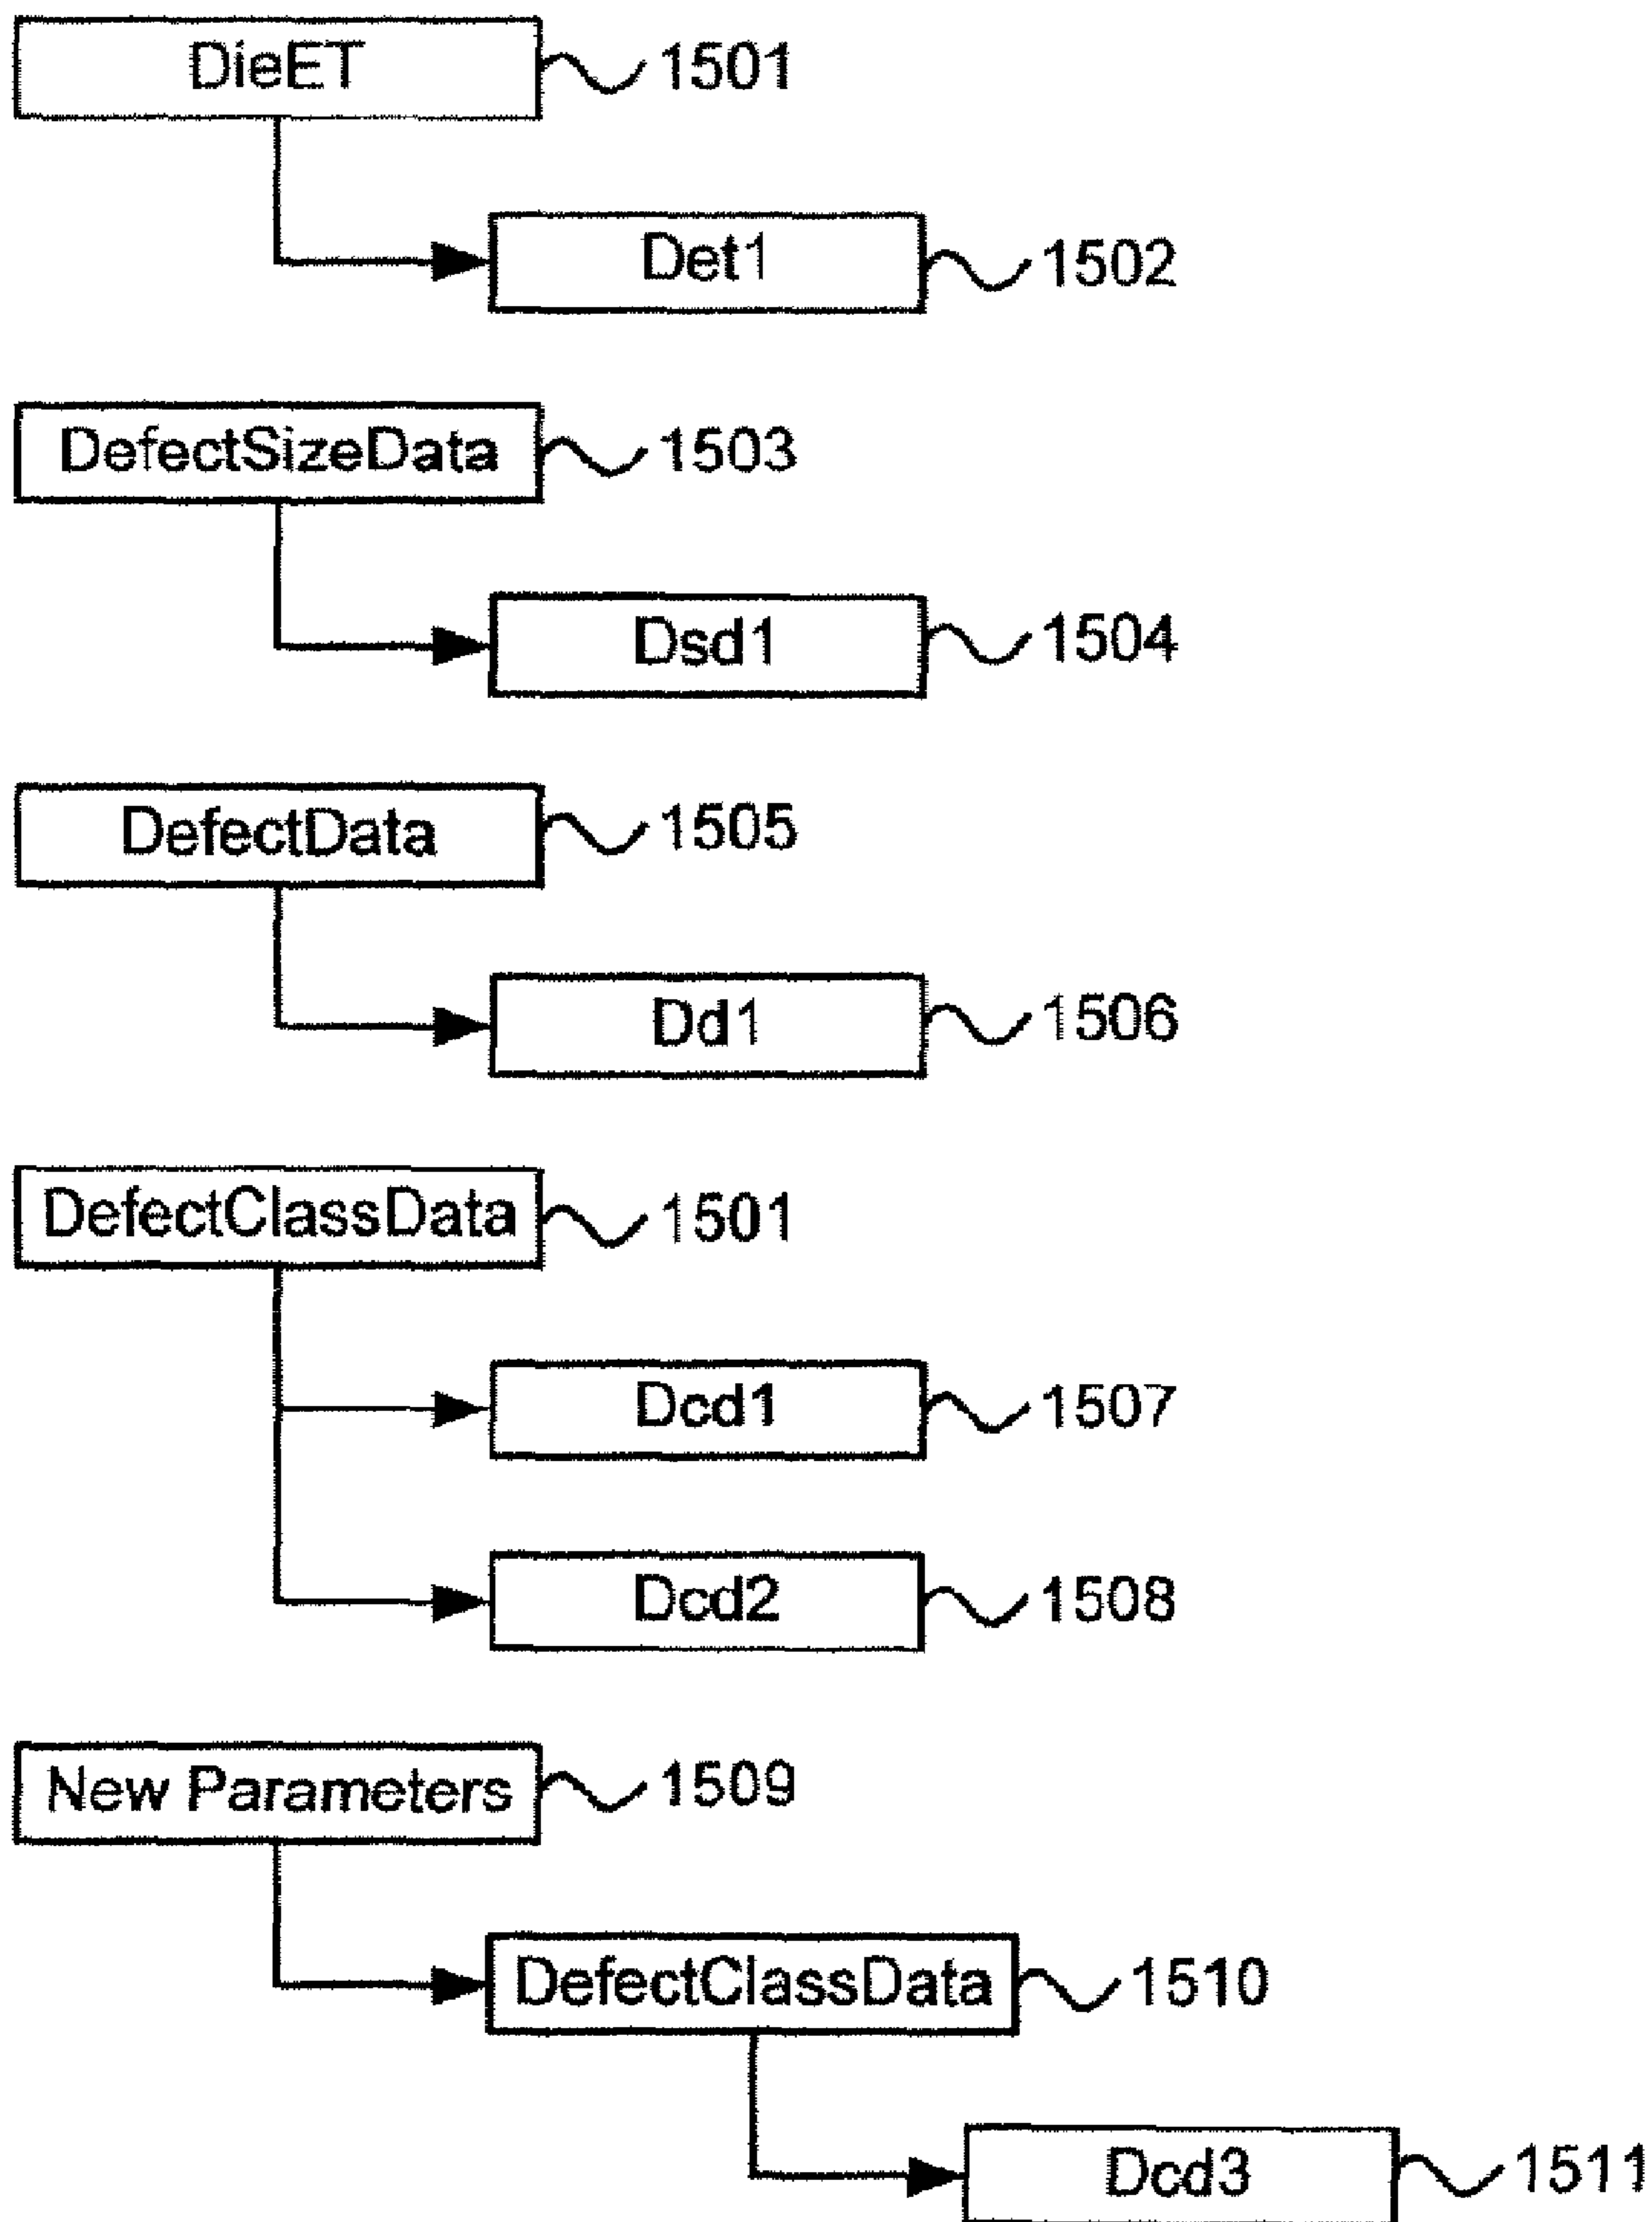 DieET 1501
Det1 1502
DefectSizeData 1503
Dsd1 1504
DefectData 1505
Dd1 1506
DefectClassData 1501
Dcd1 1507
Dcd2 1508
New Parameters 1509
DefectClassData 1510
Dcd3 1511